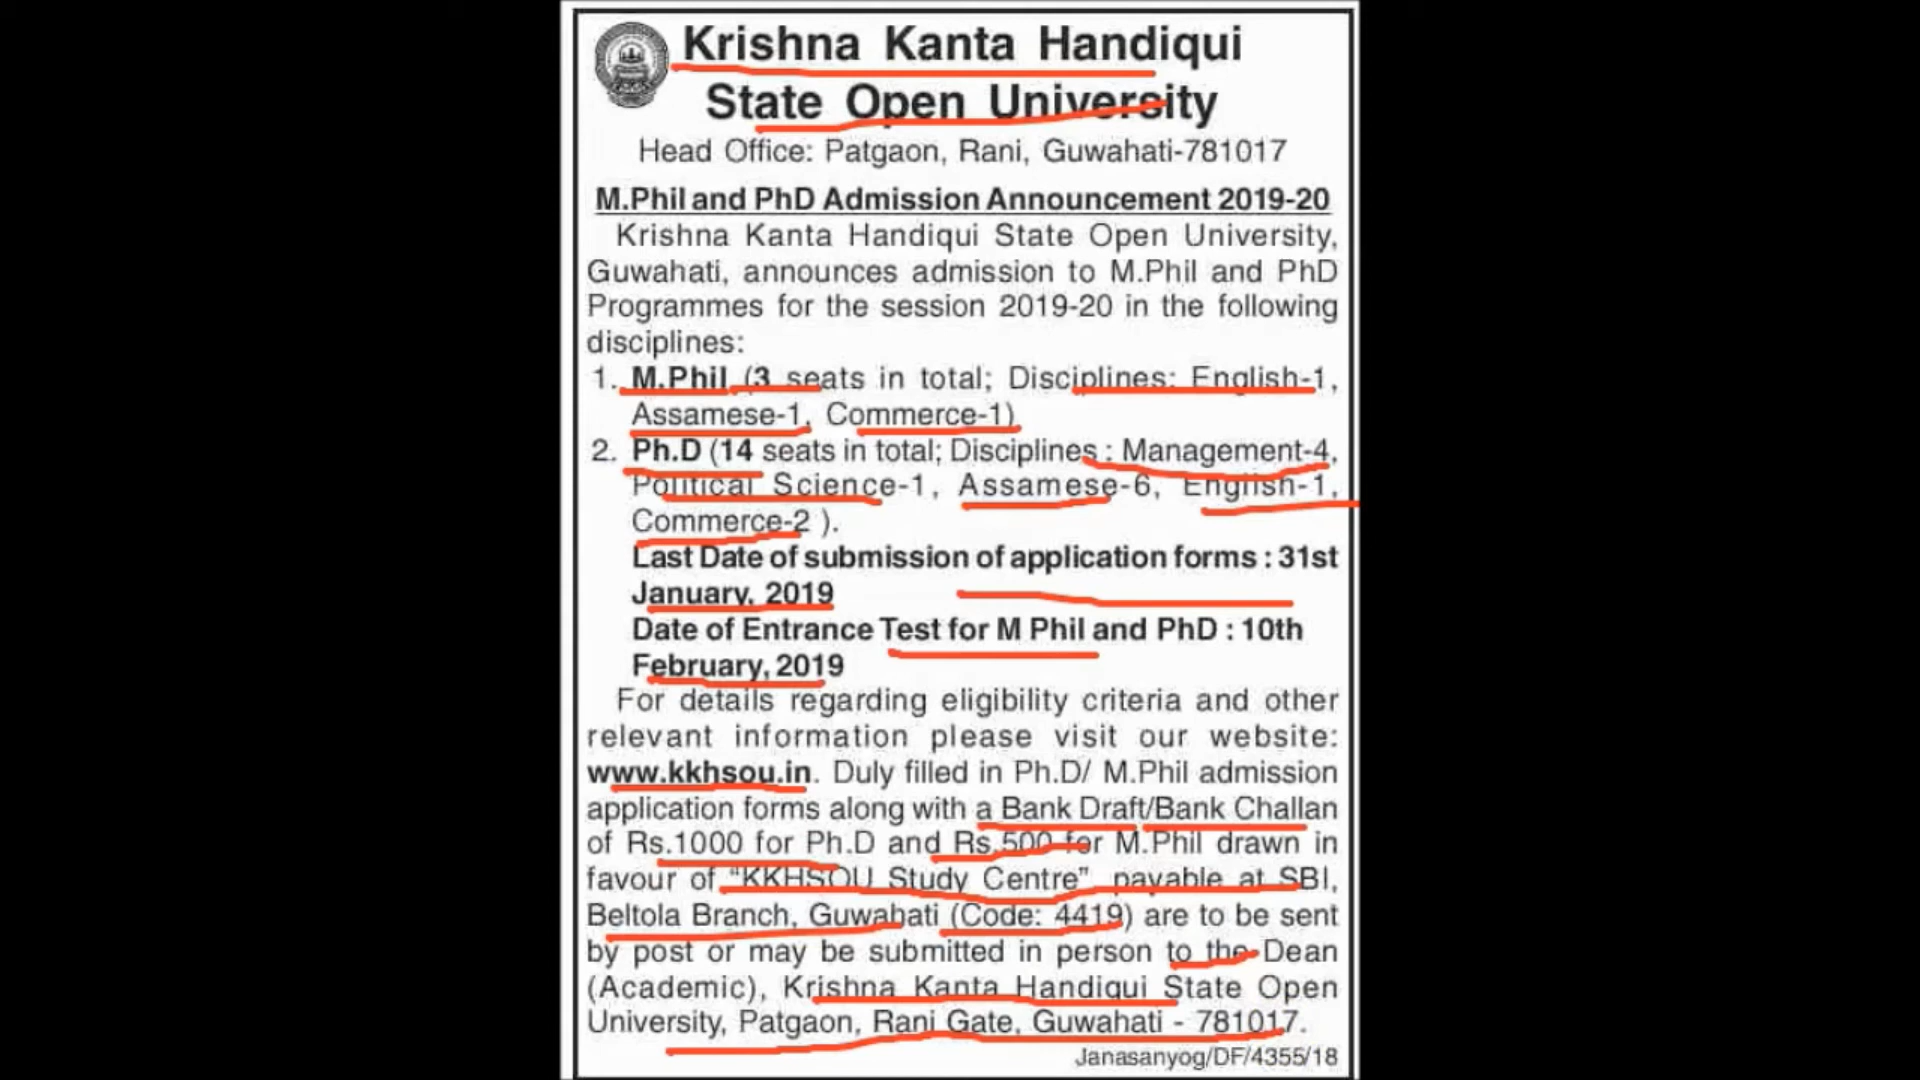 Krishna Kanta Handiqui
State Open University
Head Office: Patgaon, Rani, Guwahati-781017
M.Phil and PhD Admission Announcement 2019-20
Krishna Kanta Handiqui State Open University,
Guwahati, announces admission to M.Phil and PhD
Programmes for the session 2019-20 in the following
disciplines:
1. M.Phil (3 seats in total; Disciplines: English-1,
Assamese-1, Commerce-1)
2. Ph.D (14 seats in total; Disciplines : Management-4,
Political Science-1, Assamese-6, English-1,
Commerce-2 ).
Last Date of submission of application forms : 31st
January, 2019
Date of Entrance Test for M Phil and PhD : 10th
February, 2019
For details regarding eligibility criteria and other
relevant information please visit our website:
www.kkhsou.in. Duly filled in Ph.D/ M.Phil admission
application forms along with a Bank Draft/Bank Challan
of Rs.1000 for Ph.D and Rs.500 for M.Phil drawn in
favour of "KKHSOU Study Centre" payable at SBI,
Beltola Branch, Guwahati (Code: 4419) are to be sent
by post or may be submitted in person to the Dean
(Academic), Krishna Kanta Handiqui State Open
University, Patgaon, Rani Gate, Guwahati - 781017.
Janasanyog/DF/4355/18